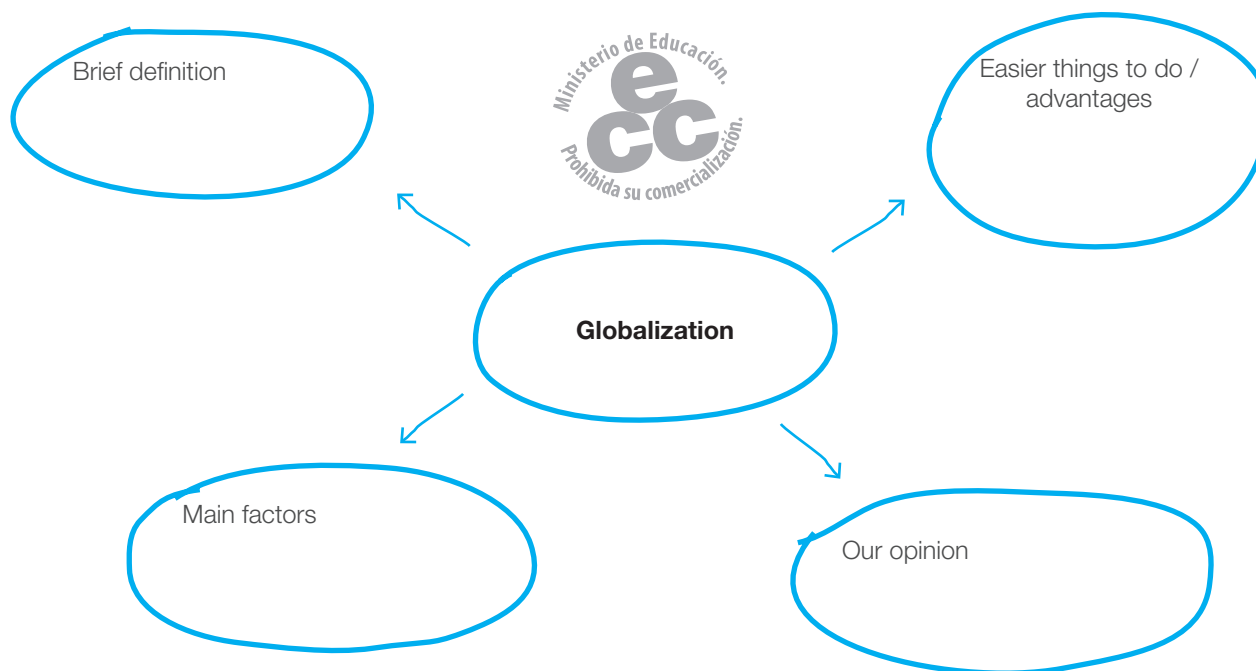 Brief definition
Ministerio de Educación.
ecc
Prohibida su comercialización.
Easier things to do /
advantages
Globalization
Main factors
Our opinion